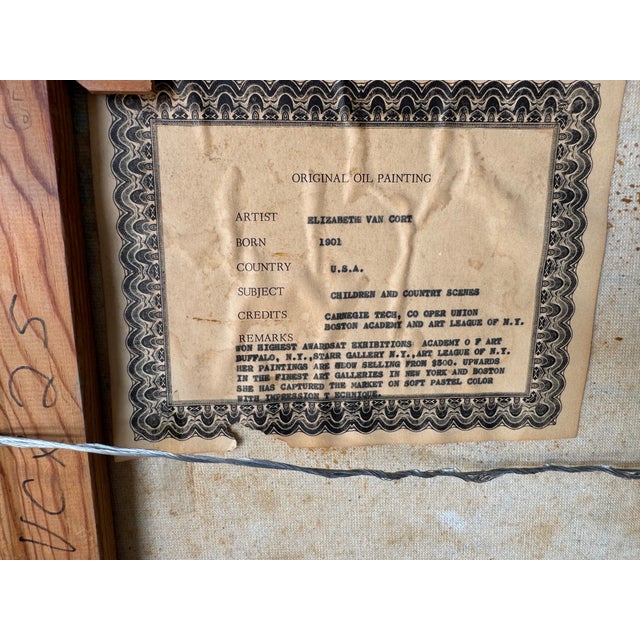 ORIGINAL OIL PAINTING
ARTIST ELIZABETH VAN CORT
BORN 1901
COUNTRY U.S.A.
SUBJECT CHILDREN AND COUNTRY SCENES
CREDITS CARNEGIE TECH, CO OPER UNION
BOSTON ACADEMY AND ART LEAGUE OF N.Y.
REMARKS
WON HIGHEST AWARDSAT EXHIBITIONS ACADEMY O F ART
BUFFALO, N.Y.,STARR GALLERY N.Y.,ART LEAGUE OF N.Y.
HER PAINTINGS ARE NOW SELLING FROM $500. UPWARDS
IN THE FINEST ART GALLERIES IN NEW YORK AND BOSTON
SHE HAS CAPTURED THE MARKET ON SOFT PASTEL COLOR
WITH IMPRESSION T ECHNIQUE.